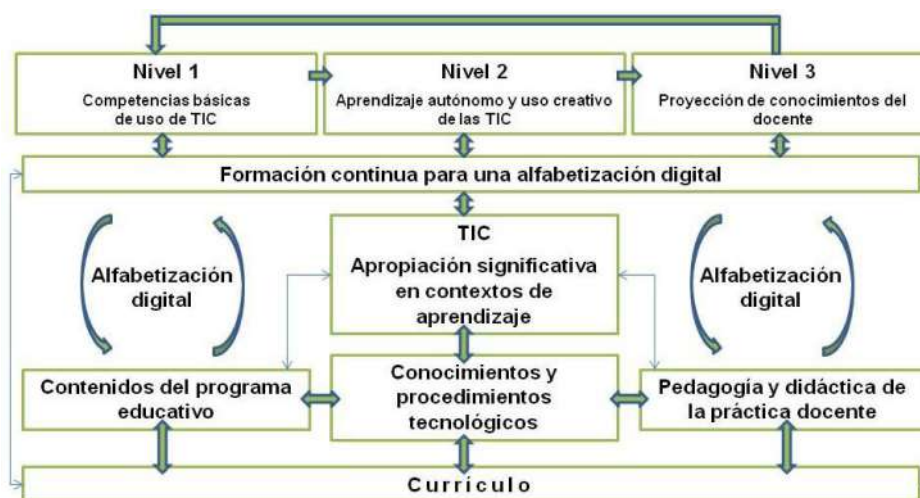 Nivel 1
Competencias básicas
de uso de TIC
Nivel 2
Aprendizaje autónomo y uso creativo
de las TIC
Nivel 3
Proyección de conocimientos del
docente
Formación continua para una alfabetización digital
Alfabetización
digital
TIC
Apropiación significativa
en contextos de
aprendizaje
Alfabetización
digital
Contenidos del programa
educativo
Conocimientos y
procedimientos
tecnológicos
Pedagogía y didáctica de
la práctica docente
Currículo